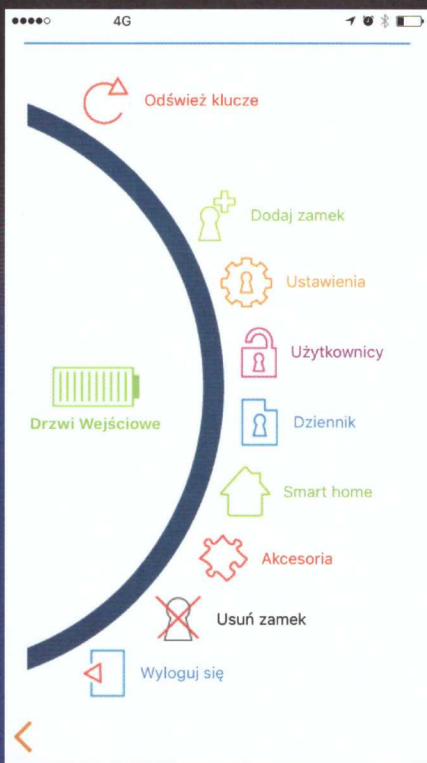 4G
Odśwież klucze
Dodaj zamek
Ustawienia
Użytkownicy
Drzwi Wejściowe
Dziennik
Smart home
Akcesoria
Usuń zamek
Wyloguj się